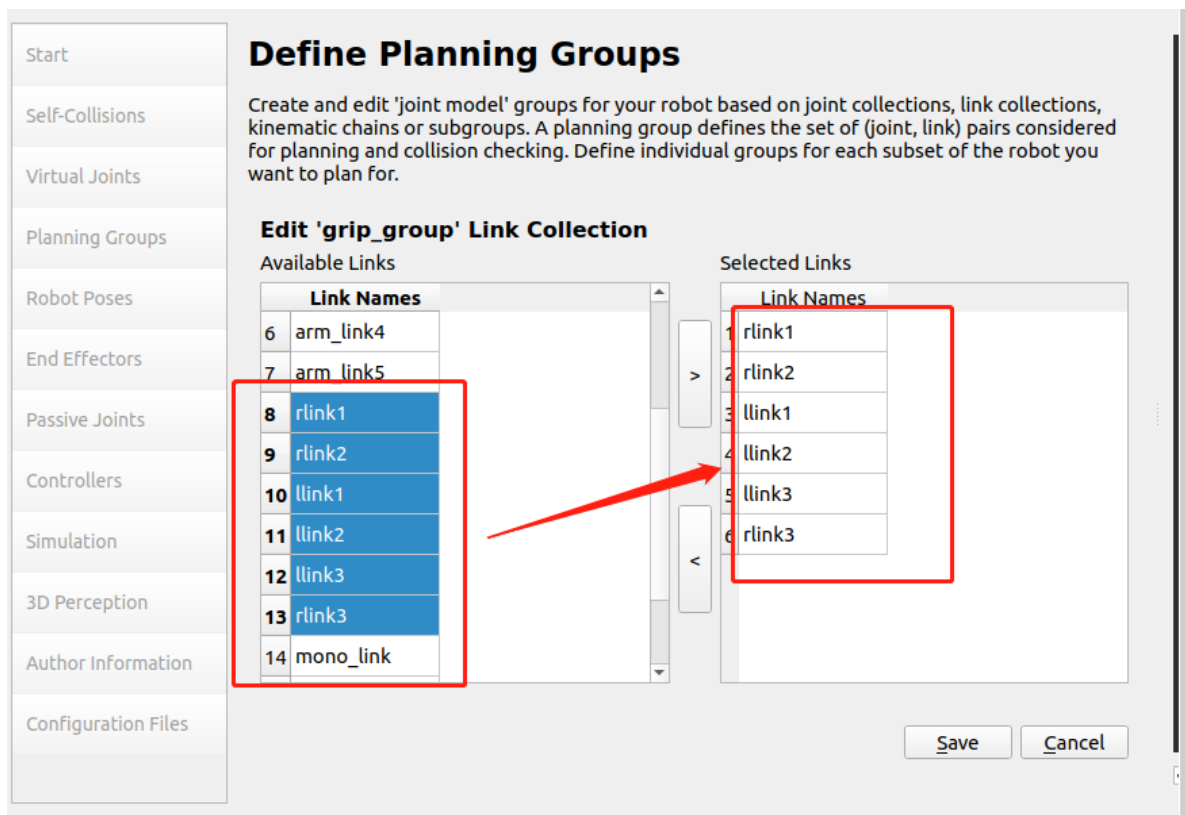 Start
Self-Collisions
Virtual Joints
Planning Groups
Robot Poses
End Effectors
Passive Joints
Controllers
Simulation
3D Perception
Author Information
Configuration Files
Define Planning Groups
Create and edit 'joint model' groups for your robot based on joint collections, link collections,
kinematic chains or subgroups. A planning group defines the set of (joint, link) pairs considered
for planning and collision checking. Define individual groups for each subset of the robot you
want to plan for.
Edit 'grip_group' Link Collection
Available Links
Link Names
6 arm_link4
7 arm_link5
8 rlink1
9 rlink2
10 llink1
11 llink2
12 llink3
13 rlink3
14 mono_link
>
<
Selected Links
Link Names
1 rlink1
2 rlink2
3 llink1
4 llink2
5 llink3
6 rlink3
Save
Cancel